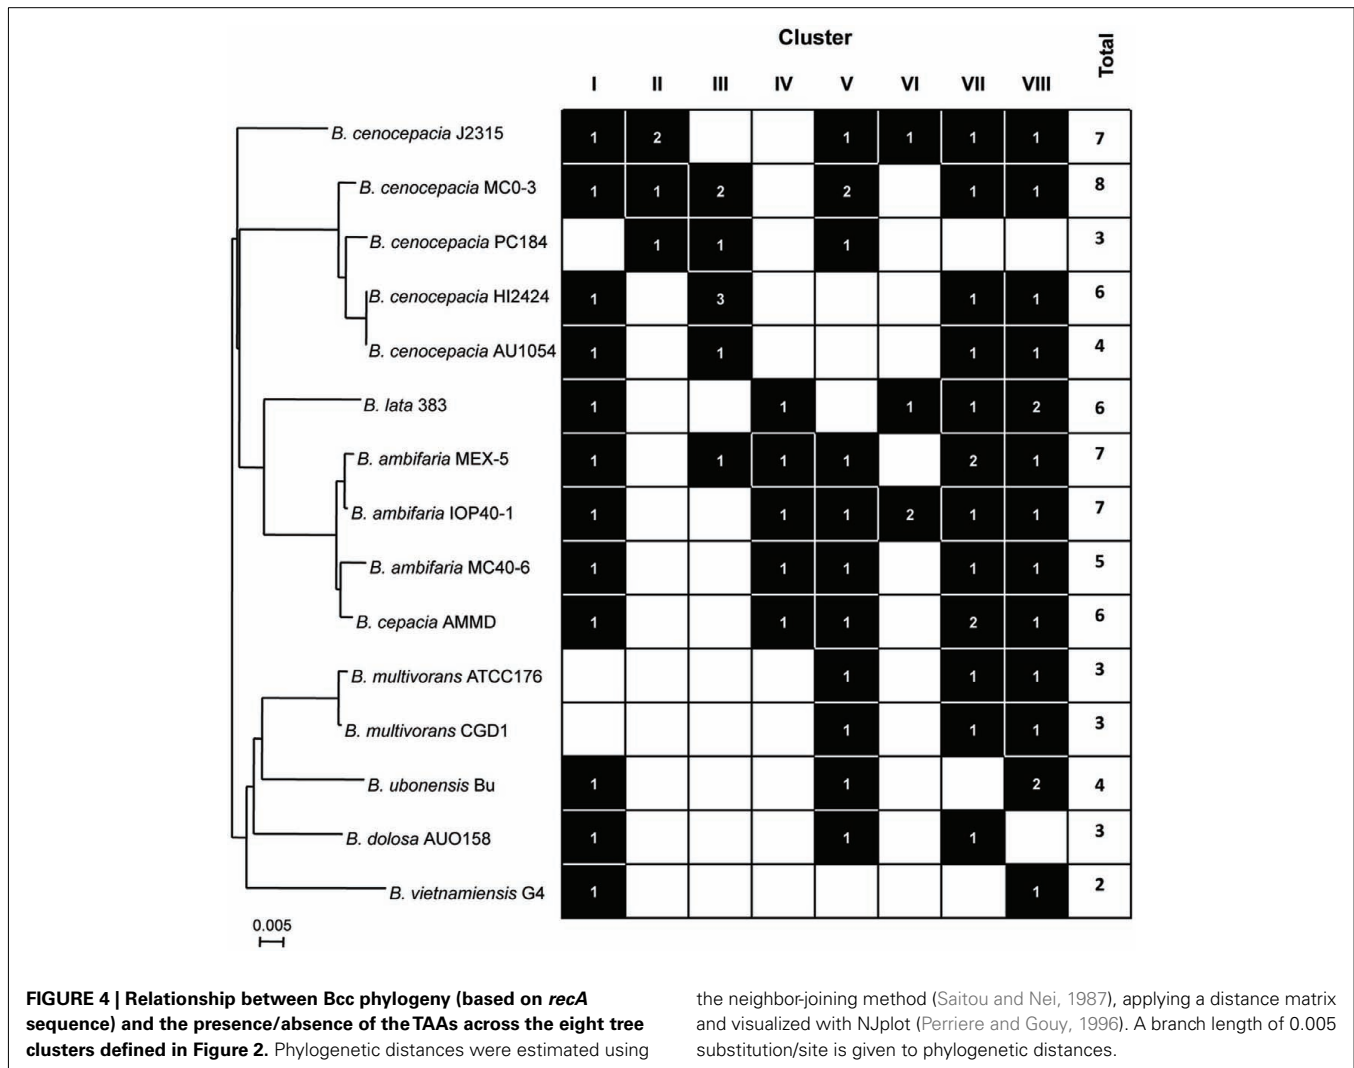 Cluster
I II III IV V VI VII VIII Total
B. cenocepacia J2315 1 2 1 1 1 1 7
B. cenocepacia MC0-3 1 1 2 2 1 1 8
B. cenocepacia PC184 1 1 1 3
B. cenocepacia HI2424 1 3 1 1 6
B. cenocepacia AU1054 1 1 1 1 4
B. lata 383 1 1 1 1 2 6
B. ambifaria MEX-5 1 1 1 1 2 1 7
B. ambifaria IOP40-1 1 1 1 2 1 1 7
B. ambifaria MC40-6 1 1 1 1 1 5
B. cepacia AMMD 1 1 1 2 1 6
B. multivorans ATCC176 1 1 1 3
B. multivorans CGD1 1 1 1 3
B. ubonensis Bu 1 1 2 4
B. dolosa AUO158 1 1 1 3
B. vietnamiensis G4 1 1 2
0.005
FIGURE 4 | Relationship between Bcc phylogeny (based on recA
sequence) and the presence/absence of the TAAs across the eight tree
clusters defined in Figure 2. Phylogenetic distances were estimated using
the neighbor-joining method (Saitou and Nei, 1987), applying a distance matrix
and visualized with NJplot (Perriere and Gouy, 1996). A branch length of 0.005
substitution/site is given to phylogenetic distances.